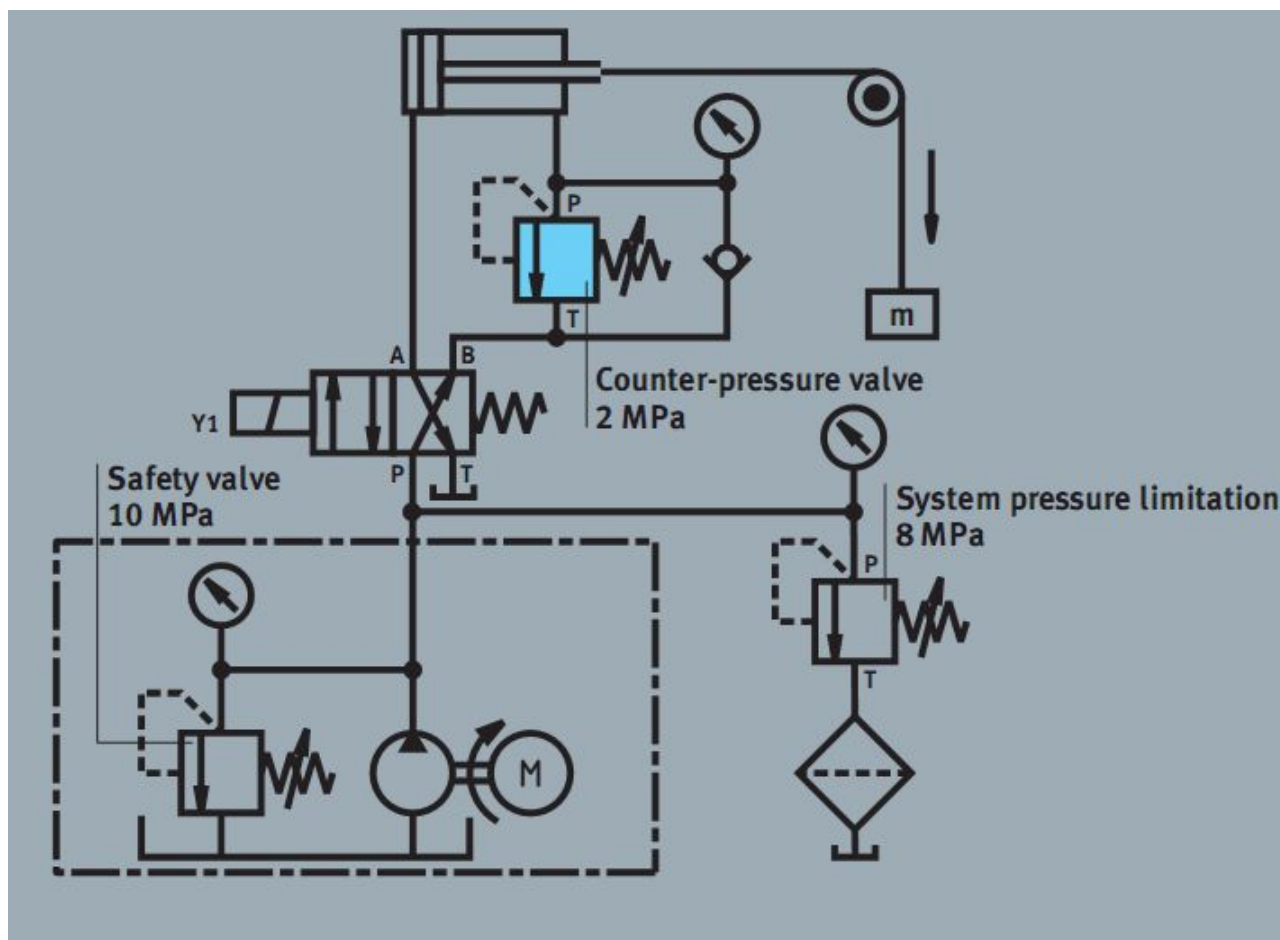 P
m
T
A
B
Counter-pressure valve
2 MPa
Y1
P
T
Safety valve
10 MPa
System pressure limitation
8 MPa
P
T
M